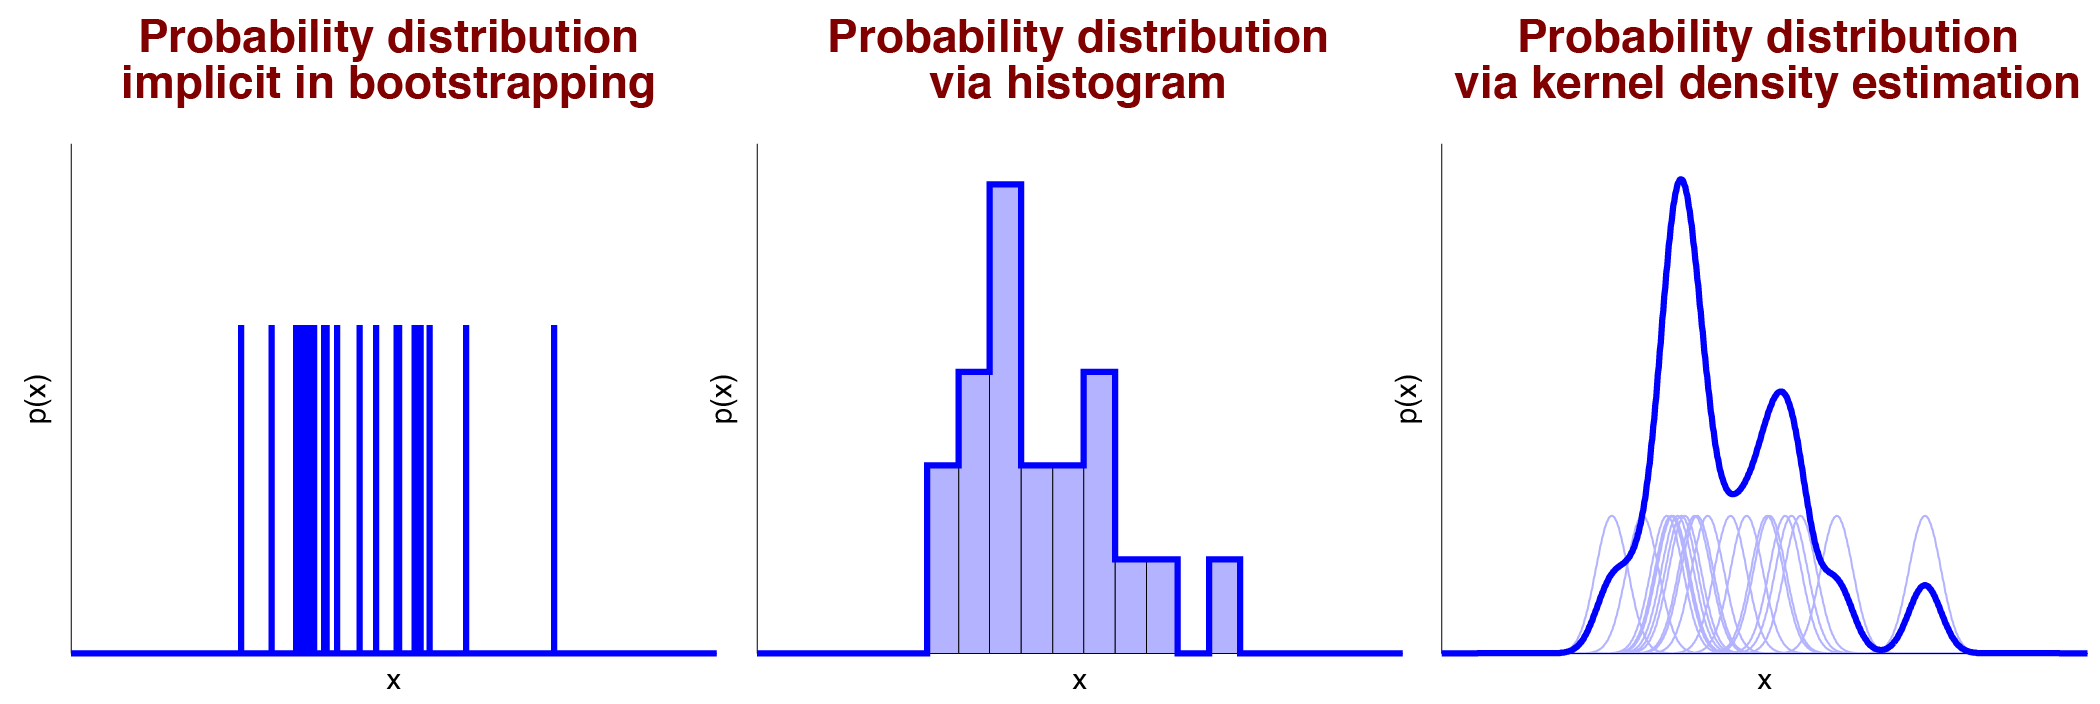 Probability distribution
implicit in bootstrapping
p(x)
x
Probability distribution
via histogram
p(x)
x
Probability distribution
via kernel density estimation
p(x)
x